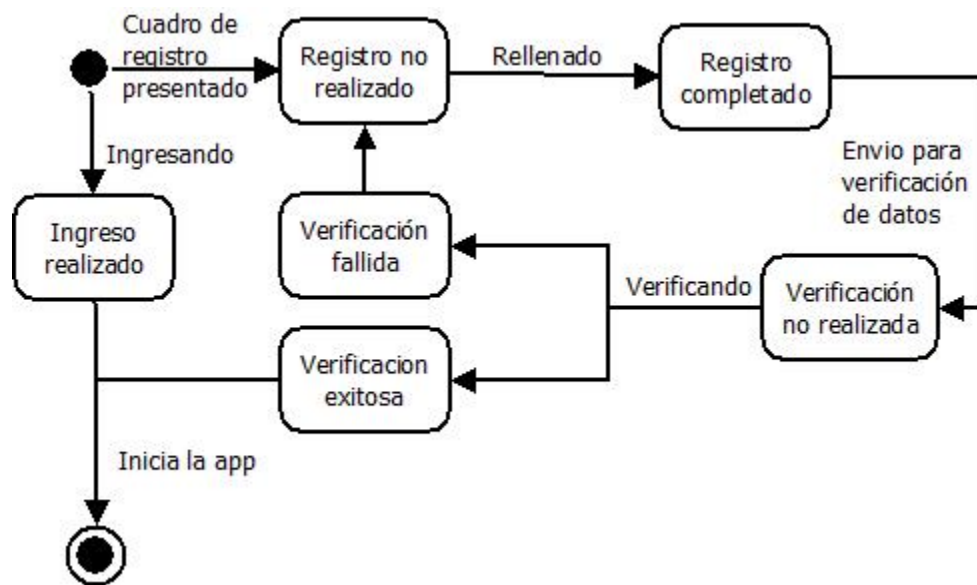 Cuadro de
registro
presentado
Registro no
realizado
Rellenado
Registro
completado
Ingresando
Envio para
verificación
de datos
Ingreso
realizado
Verificación
fallida
Verificando
Verificación
no realizada
Verificacion
exitosa
Inicia la app